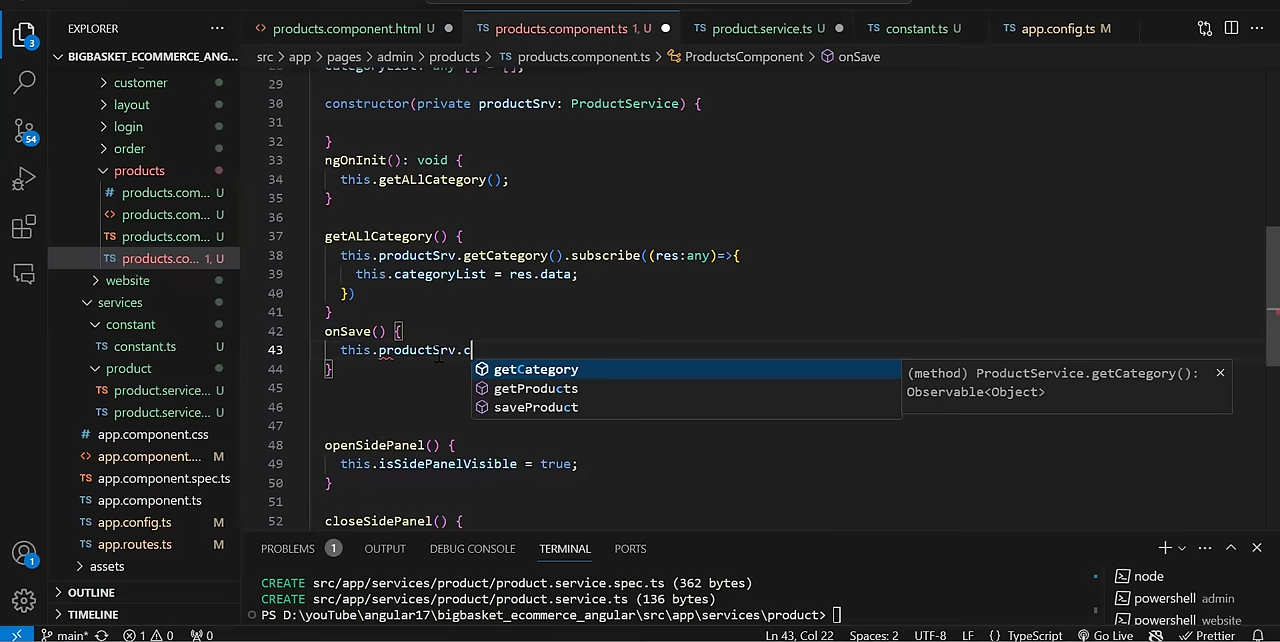 EXPLORER
BIGBASKET_ECOMMERCE_ANG...
customer
layout
login
order
products
# products.com... U
<> products.com... U
TS products.com... U
TS products.co... 1, U
website
services
constant
TS constant.ts U
product
TS product.service... U
TS product.service... U
# app.component.css
<> app.component.... M
TS app.component.spec.ts
TS app.component.ts
TS app.config.ts M
TS app.routes.ts M
assets
OUTLINE
TIMELINE
3
54
1
<> products.component.html U
TS products.component.ts 1, U
TS product.service.ts U
TS constant.ts U
TS app.config.ts M
src > app > pages > admin > products > TS products.component.ts > ProductsComponent > onSave
categoryList: any [] = [];
29
30 constructor(private productSrv: ProductService) {
31
32 }
33 ngOnInit(): void {
34 this.getALlCategory();
35 }
36
37 getALlCategory() {
38 this.productSrv.getCategory().subscribe((res:any)=>{
39 this.categoryList = res.data;
40 })
41 }
42 onSave() {
43 this.productSrv.c
44 }
45
46
47
48 openSidePanel() {
49 this.isSidePanelVisible = true;
50 }
51
52 closeSidePanel() {
getCategory
getProducts
saveProduct
(method) ProductService.getCategory():
Observable<Object>
PROBLEMS 1 OUTPUT DEBUG CONSOLE TERMINAL PORTS
CREATE src/app/services/product/product.service.spec.ts (362 bytes)
CREATE src/app/services/product/product.service.ts (136 bytes)
PS D:\youTube\angular17\bigbasket_ecommerce_angular\src\app\services\product>
node
powershell admin
powershell website
main* 1 0 0 Ln 43, Col 22 Spaces: 2 UTF-8 LF {} TypeScript Go Live Prettier